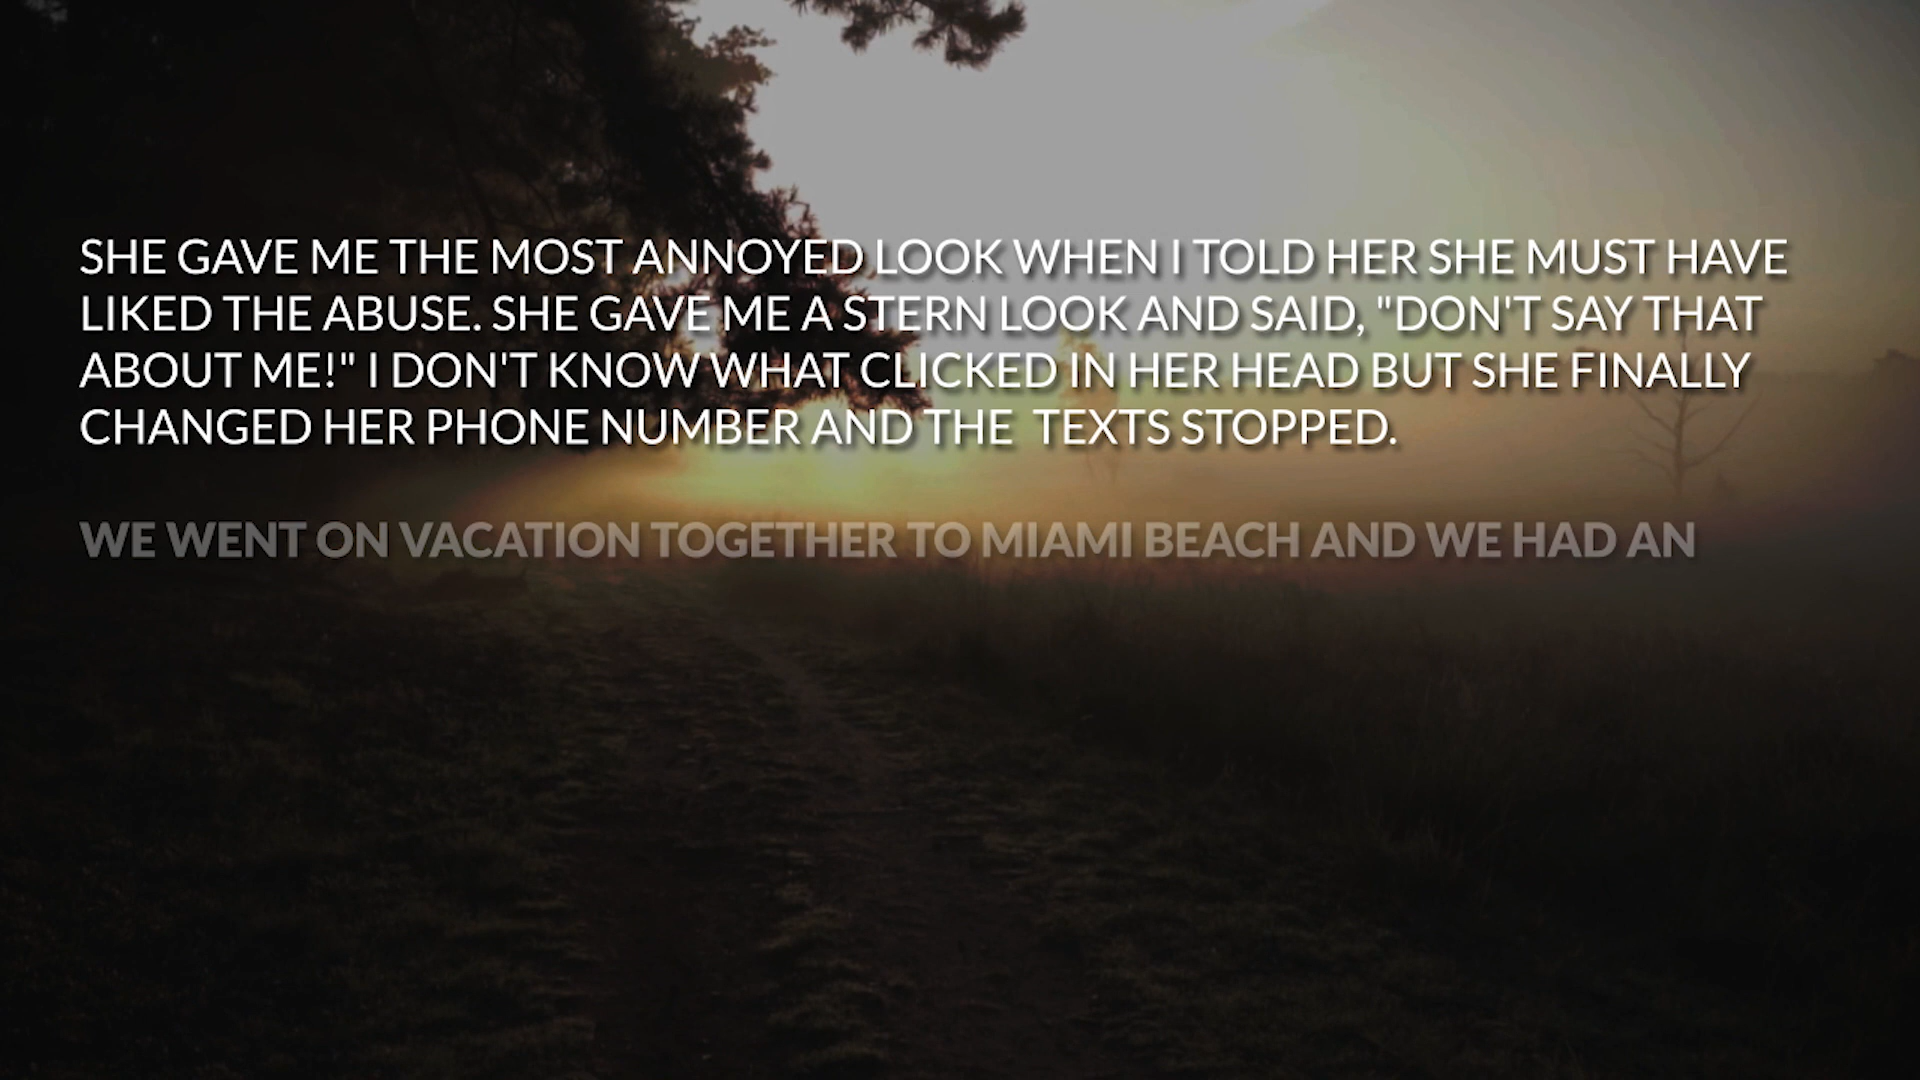 SHE GAVE ME THE MOST ANNOYED LOOK WHEN I TOLD HER SHE MUST HAVE
LIKED THE ABUSE. SHE GAVE ME A STERN LOOK AND SAID, "DON'T SAY THAT
ABOUT ME!" I DON'T KNOW WHAT CLICKED IN HER HEAD BUT SHE FINALLY
CHANGED HER PHONE NUMBER AND THE  TEXTS STOPPED.
WE WENT ON VACATION TOGETHER TO MIAMI BEACH AND WE HAD AN